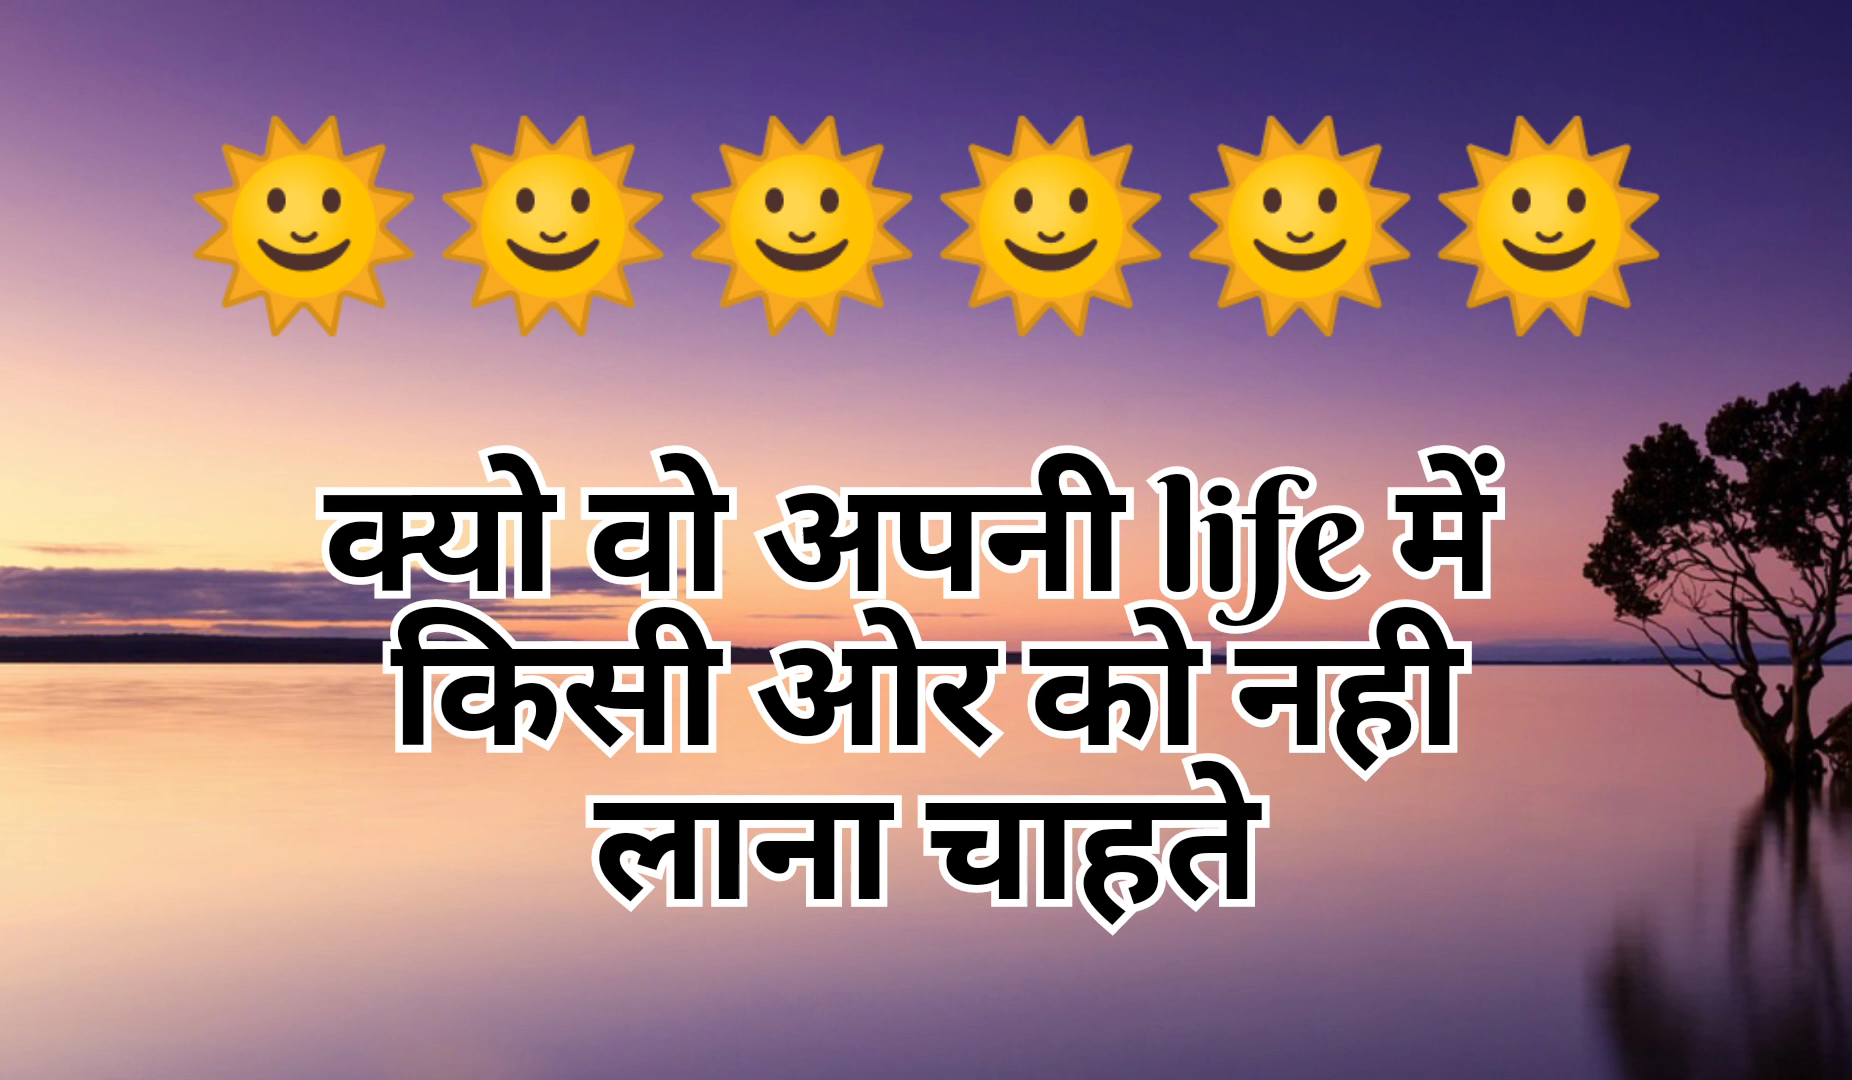 🌞🌞🌞🌞🌞🌞
क्यो वो अपनी life में
किसी ओर को नही
लाना चाहते